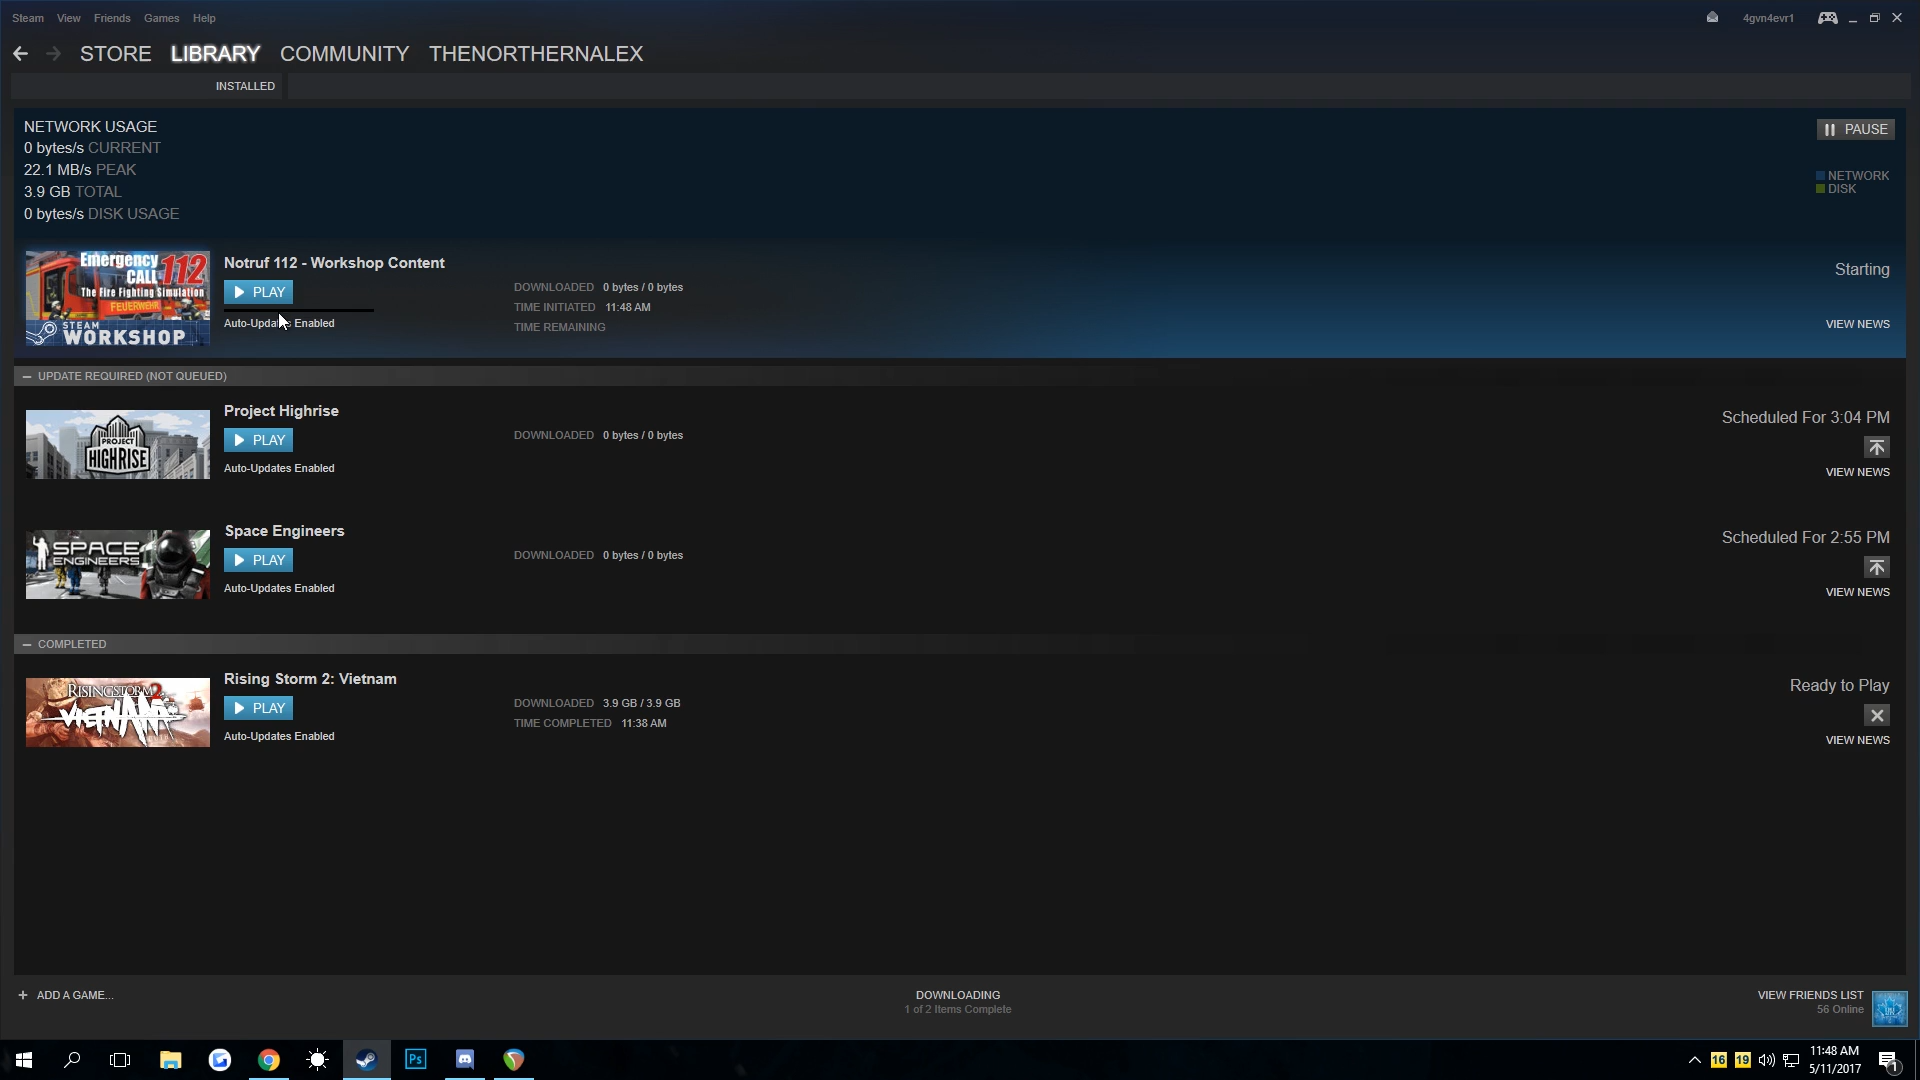 Steam View Friends Games Help
4gvn4evr1
STORE LIBRARY COMMUNITY THENORTHERNALEX
INSTALLED
NETWORK USAGE
0 bytes/s CURRENT
22.1 MB/s PEAK
3.9 GB TOTAL
0 bytes/s DISK USAGE
PAUSE
NETWORK
DISK
Emergency
CALL 112
The Fire Fighting Simulation
FEUERWEHR
STEAM
WORKSHOP
Notruf 112 - Workshop Content
PLAY
Auto-Updates Enabled
DOWNLOADED 0 bytes / 0 bytes
TIME INITIATED 11:48 AM
TIME REMAINING
Starting
VIEW NEWS
UPDATE REQUIRED (NOT QUEUED)
PROJECT
HIGHRISE
Project Highrise
PLAY
Auto-Updates Enabled
DOWNLOADED 0 bytes / 0 bytes
Scheduled For 3:04 PM
VIEW NEWS
SPACE
ENGINEERS
Space Engineers
PLAY
Auto-Updates Enabled
DOWNLOADED 0 bytes / 0 bytes
Scheduled For 2:55 PM
VIEW NEWS
COMPLETED
RISING STORM 2
VIETNAM
Rising Storm 2: Vietnam
PLAY
Auto-Updates Enabled
DOWNLOADED 3.9 GB / 3.9 GB
TIME COMPLETED 11:38 AM
Ready to Play
VIEW NEWS
+ ADD A GAME...
DOWNLOADING
1 of 2 Items Complete
VIEW FRIENDS LIST
56 Online
Ps
16 19
11:48 AM
5/11/2017
1